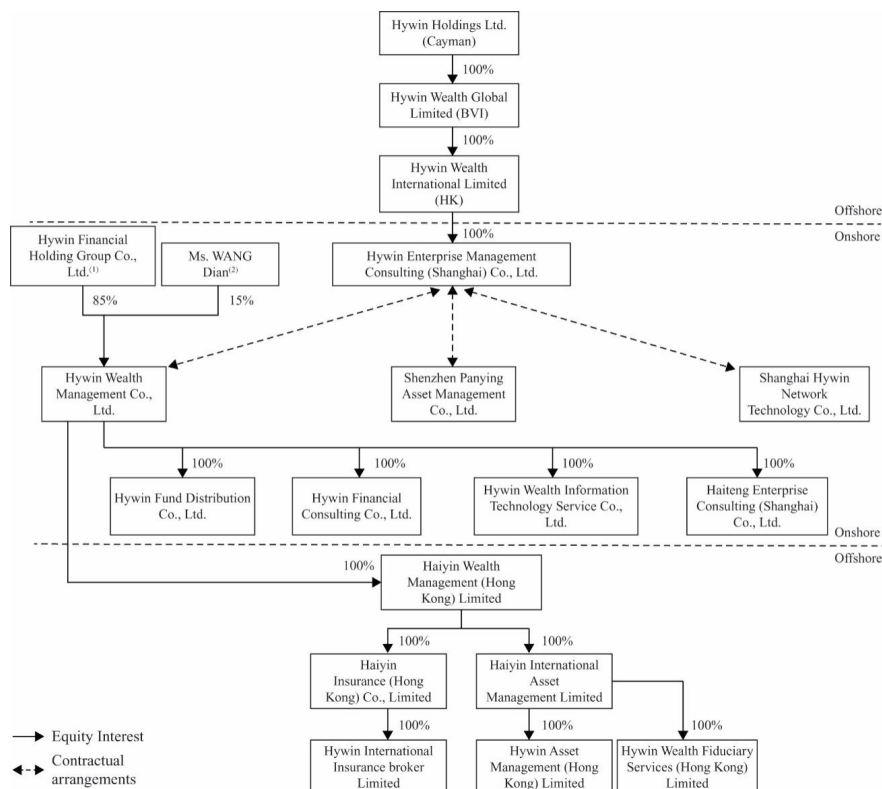 Hywin Holdings Ltd.
(Cayman)
100%
Hywin Wealth Global
Limited (BVI)
100%
Hywin Wealth
International Limited
(HK)
Offshore
100%
Onshore
Hywin Financial
Holding Group Co.,
Ltd.(1)
Ms. WANG
Dian(2)
Hywin Enterprise Management
Consulting (Shanghai) Co., Ltd.
85%
15%
Hywin Wealth
Management Co.,
Ltd.
Shenzhen Panying
Asset Management
Co., Ltd.
Shanghai Hywin
Network
Technology Co., Ltd.
100%
100%
100%
100%
Hywin Fund Distribution
Co., Ltd.
Hywin Financial
Consulting Co., Ltd.
Hywin Wealth Information
Technology Service Co.,
Ltd.
Haiteng Enterprise
Consulting (Shanghai)
Co., Ltd.
Onshore
Offshore
100%
Haiyin Wealth
Management (Hong
Kong) Limited
100%
100%
Haiyin
Insurance (Hong
Kong) Co., Limited
Haiyin International
Asset
Management Limited
100%
100%
100%
Equity Interest
Contractual
arrangements
Hywin International
Insurance broker
Limited
Hywin Asset
Management (Hong
Kong) Limited
Hywin Wealth Fiduciary
Services (Hong Kong)
Limited